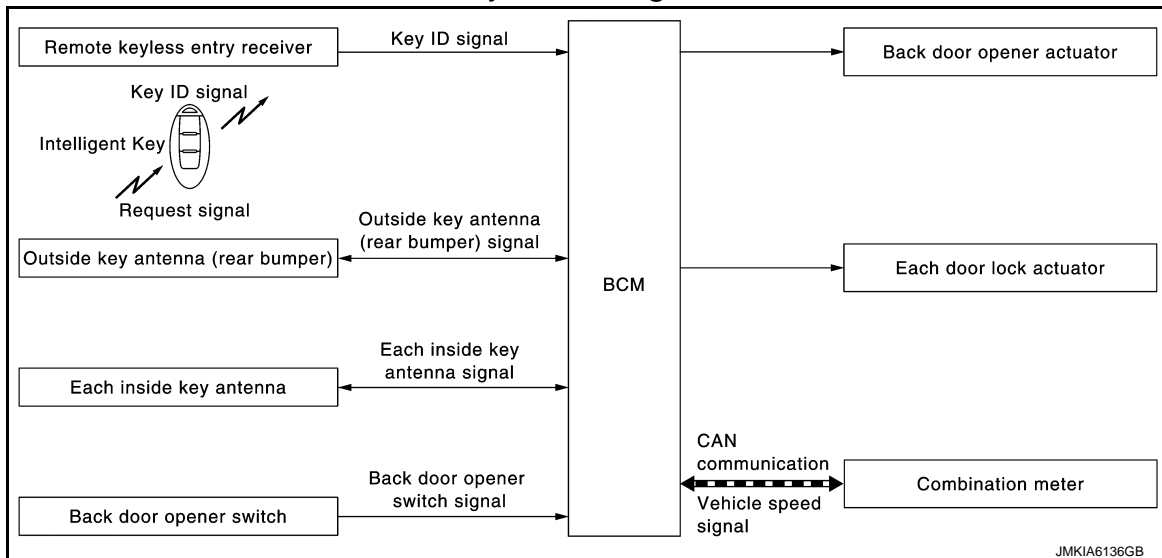 Remote keyless entry receiver
Key ID signal
Back door opener actuator
Key ID signal
Intelligent Key
Request signal
Outside key antenna
(rear bumper) signal
Outside key antenna (rear bumper)
BCM
Each door lock actuator
Each inside key
antenna signal
Each inside key antenna
CAN
communication
Vehicle speed
signal
Combination meter
Back door opener
switch signal
Back door opener switch
JMKIA6136GB